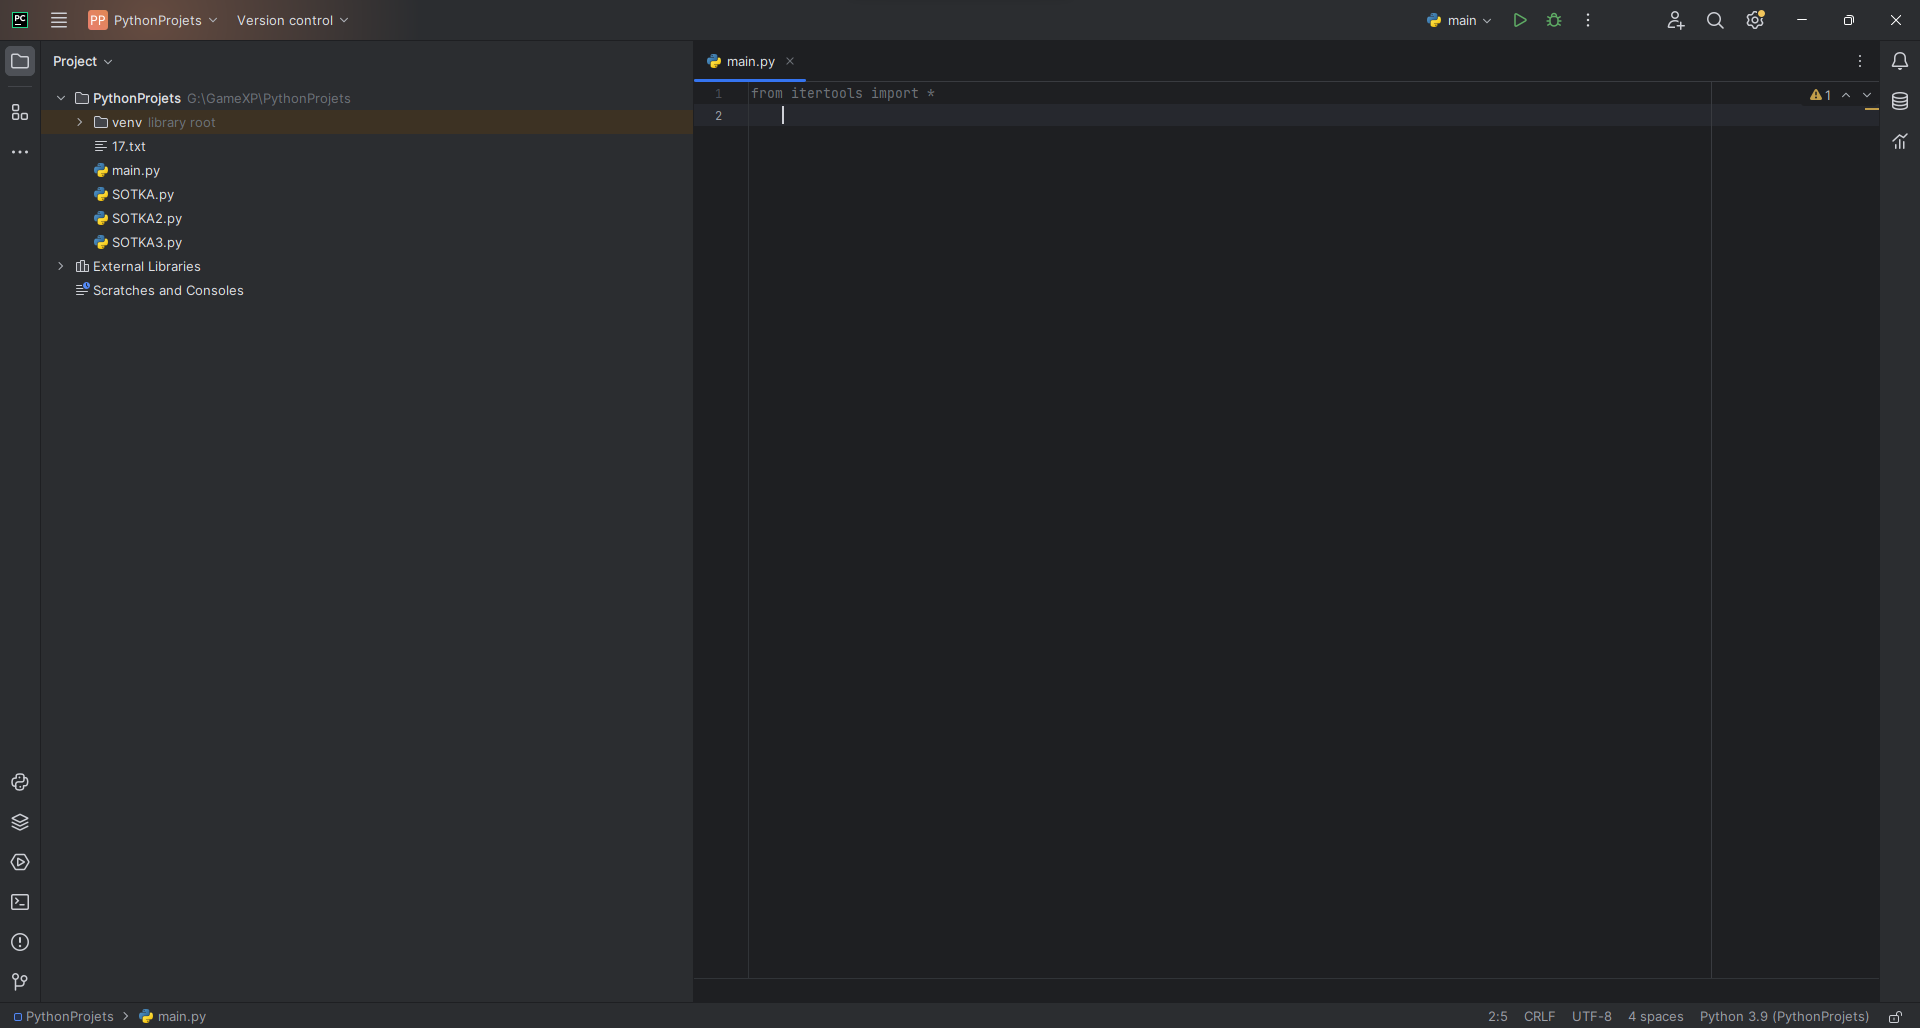 PC
PP PythonProjets Version control
main
Project
main.py
PythonProjets G:\GameXP\PythonProjets
venv library root
17.txt
main.py
SOTKA.py
SOTKA2.py
SOTKA3.py
External Libraries
Scratches and Consoles
1 from itertools import *
2
1
PythonProjets > main.py
2:5 CRLF UTF-8 4 spaces Python 3.9 (PythonProjets)